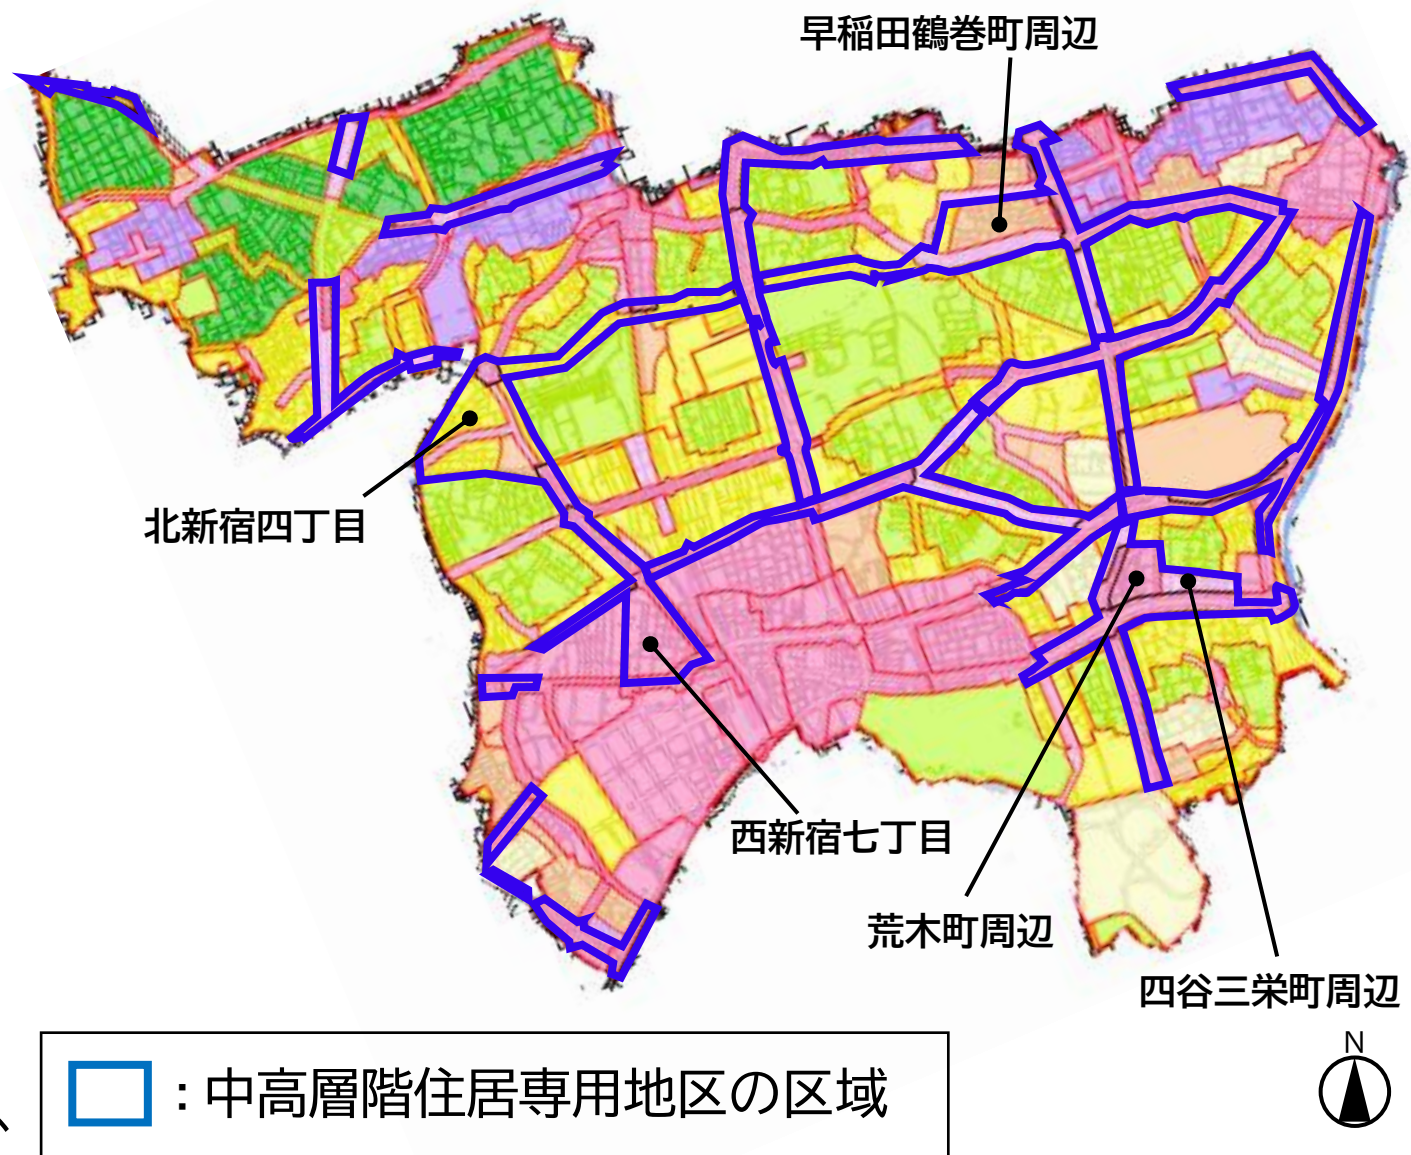 早稲田鶴巻町周辺
北新宿四丁目
西新宿七丁目
荒木町周辺
四谷三栄町周辺
N
：中高層階住居専用地区の区域